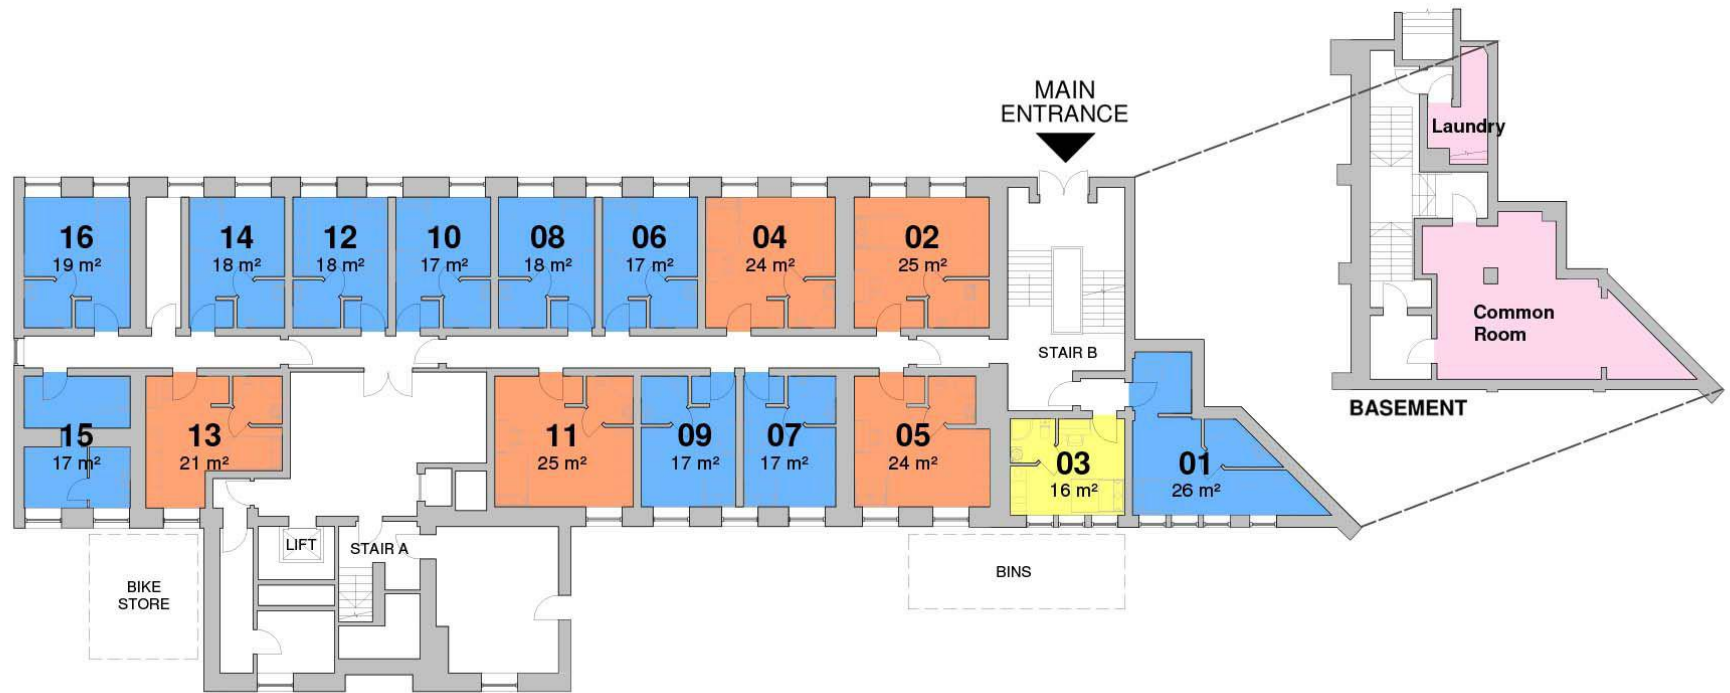 MAIN
ENTRANCE
Laundry
16
19 m²
14
18 m²
12
18 m²
10
17 m²
08
18 m²
06
17 m²
04
24 m²
02
25 m²
Common
Room
STAIR B
BASEMENT
15
17 m²
13
21 m²
11
25 m²
09
17 m²
07
17 m²
05
24 m²
03
16 m²
01
26 m²
LIFT
STAIR A
BIKE
STORE
BINS